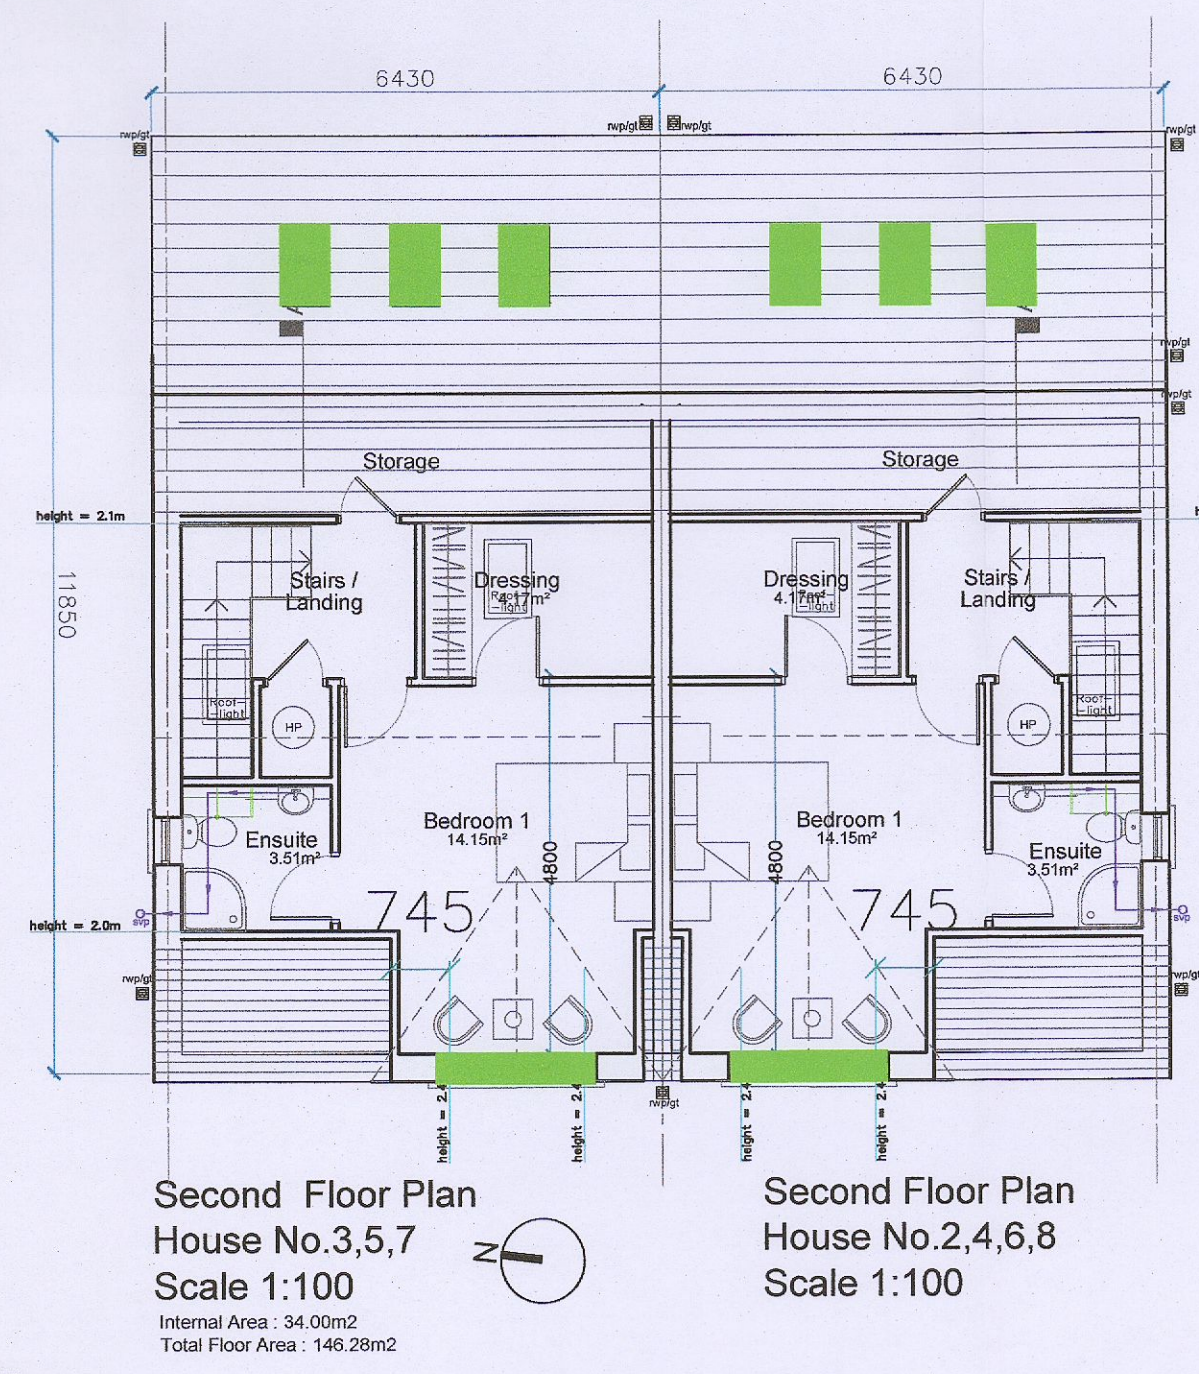 6430
6430
rwp/gt
rwp/gt
rwp/gt
rwp/gt
A
A
rwp/gt
rwp/gt
Storage
Storage
height = 2.1m
11850
Stairs /
Landing
Dressing
4.17m²
Roof-
-light
Dressing
4.17m²
Roof-
-light
Stairs /
Landing
Roof-
-light
HP
HP
Roof-
-light
Ensuite
3.51m²
Bedroom 1
14.15m²
4800
Bedroom 1
14.15m²
4800
Ensuite
3.51m²
745
745
svp
svp
height = 2.0m
rwp/gt
rwp/gt
rwp/gt
height = 2.4
height = 2.4
height = 2.4
height = 2.4
Second Floor Plan
House No.3,5,7
Scale 1:100
Internal Area : 34.00m2
Total Floor Area : 146.28m2
N
Second Floor Plan
House No.2,4,6,8
Scale 1:100